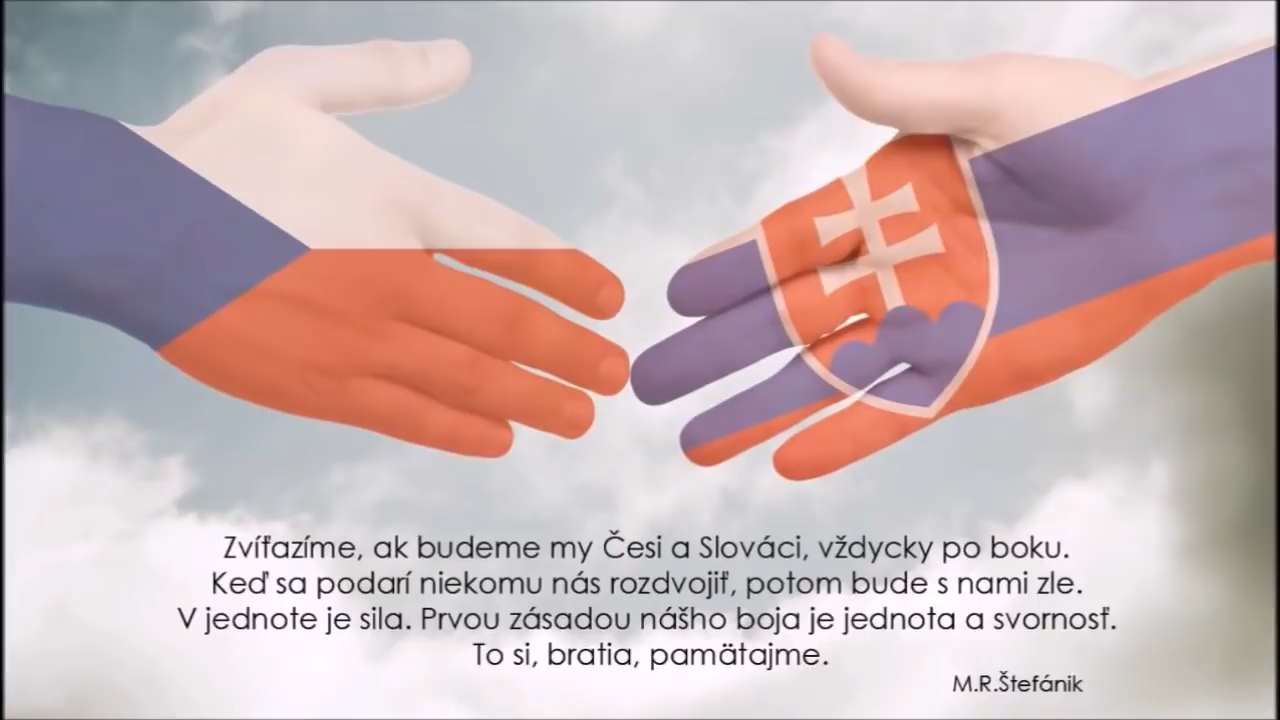 Zvíťazíme, ak budeme my Česi a Slováci, vždycky po boku.
Keď sa podarí niekomu nás rozdvojiť, potom bude s nami zle.
V jednote je sila. Prvou zásadou nášho boja je jednota a svornosť.
To si, bratia, pamätajme.
M.R.Štefánik